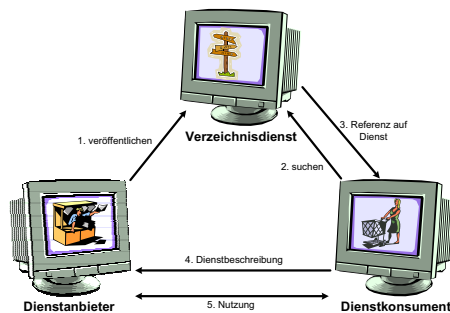 Verzeichnisdienst
1. veröffentlichen
3. Referenz auf
Dienst
2. suchen
4. Dienstbeschreibung
5. Nutzung
Dienstanbieter
Dienstkonsument